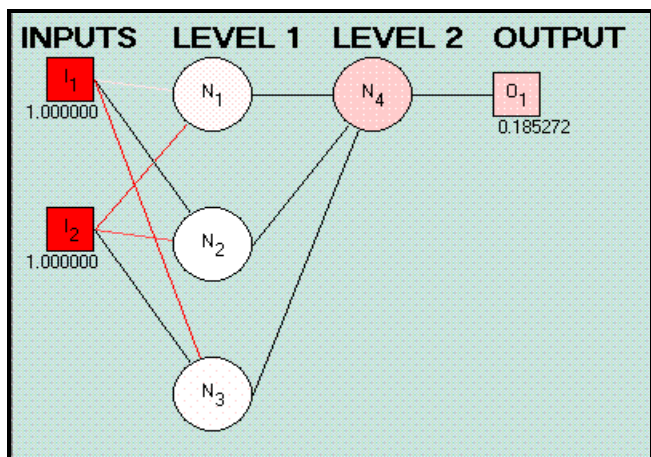 INPUTS LEVEL 1 LEVEL 2 OUTPUT
I1 N1 N4 O1
1.000000 0.185272
I2 N2
1.000000
N3